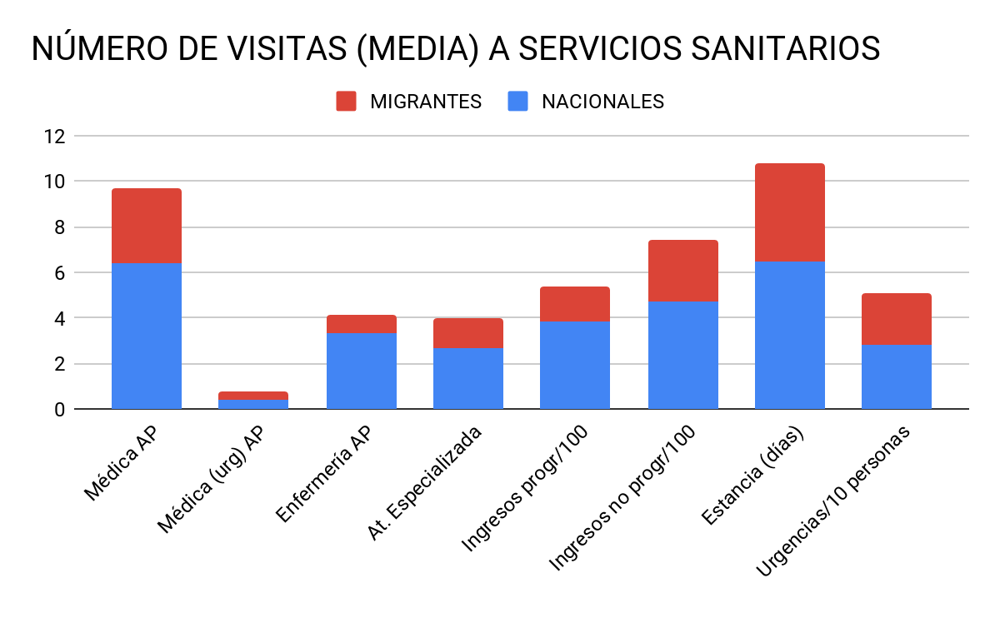 NÚMERO DE VISITAS (MEDIA) A SERVICIOS SANITARIOS
MIGRANTES
NACIONALES
12
10
8
6
4
2
0
Médica AP
Médica (urg) AP
Enfermería AP
At. Especializada
Ingresos progr/100
Ingresos no progr/100
Estancia (días)
Urgencias/10 personas